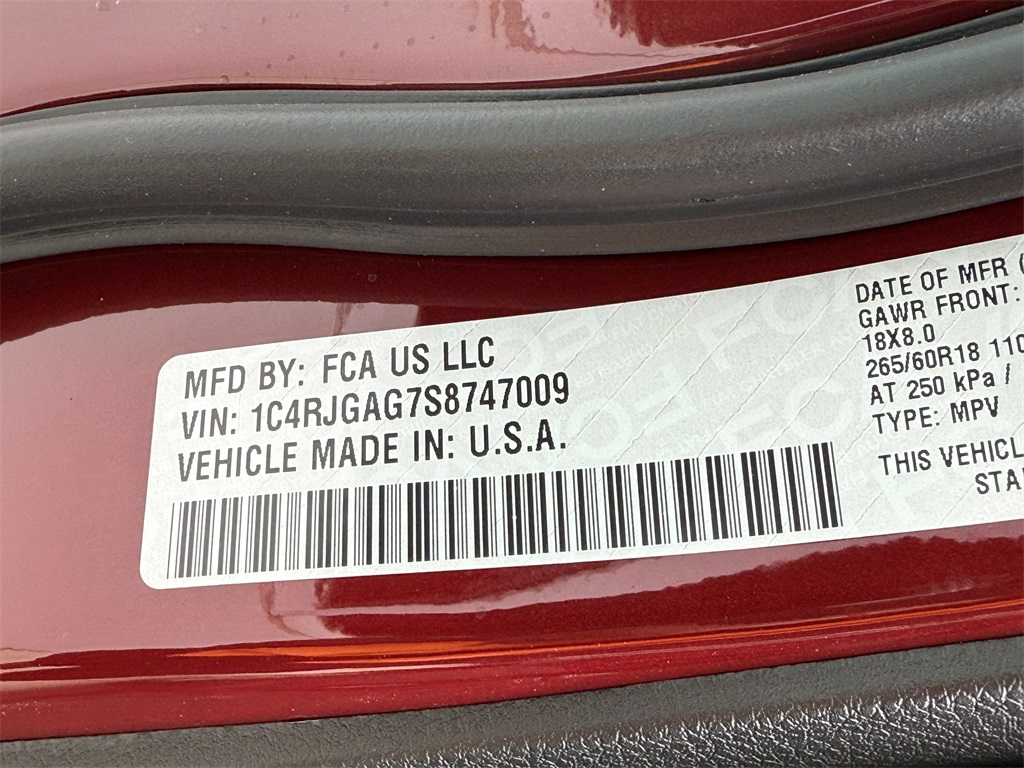 MFD BY: FCA US LLC
VIN: 1C4RJGAG7S8747009
VEHICLE MADE IN: U.S.A.
DATE OF MFR (
GAWR FRONT:
18X8.0
265/60R18 110
AT 250 kPa /
TYPE: MPV
THIS VEHICL
STA